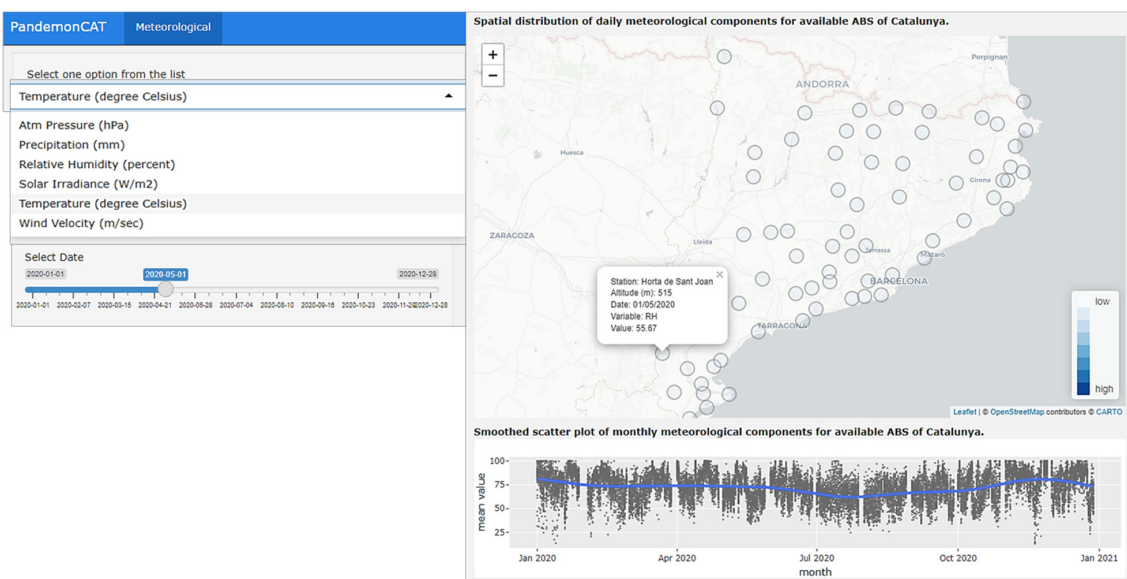 PandemonCAT Meteorological
Select one option from the list
Temperature (degree Celsius)
Atm Pressure (hPa)
Precipitation (mm)
Relative Humidity (percent)
Solar Irradiance (W/m2)
Temperature (degree Celsius)
Wind Velocity (m/sec)
Select Date
2020-01-01 2020-05-01 2020-12-28
2020-01-01 2020-02-07 2020-03-15 2020-04-21 2020-05-28 2020-07-04 2020-08-10 2020-09-16 2020-10-23 2020-11-29 2020-12-28
Spatial distribution of daily meteorological components for available ABS of Catalunya.
+
−
Perpignan
ANDORRA
Huesca
Girona
ZARAGOZA
Lleida
Terrassa
Mataró
BARCELONA
TARRAGONA
Station: Horta de Sant Joan
Altitude (m): 515
Date: 01/05/2020
Variable: RH
Value: 55.67
×
low
high
Leaflet | © OpenStreetMap contributors © CARTO
Smoothed scatter plot of monthly meteorological components for available ABS of Catalunya.
mean value
100
75
50
25
Jan 2020 Apr 2020 Jul 2020 Oct 2020 Jan 2021
month